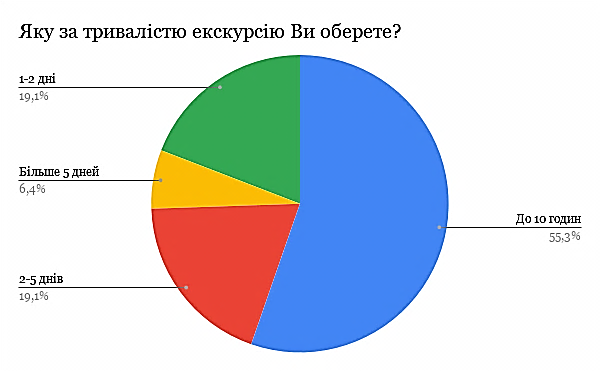 Яку за тривалістю екскурсію Ви оберете?
1-2 дні
19,1%
Більше 5 дней
6,4%
До 10 годин
55,3%
2-5 днів
19,1%